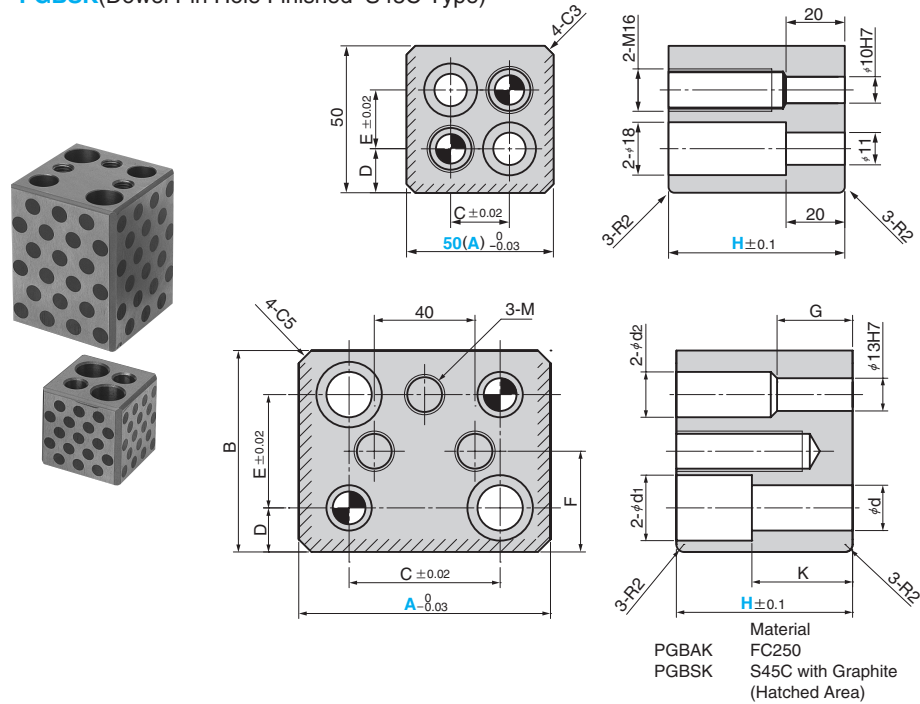 PGBSK(Dowel Pin Hole Finished S45C Type)
4-C3
50
E ±0.02
D
C ±0.02
50(A) 0 -0.03
20
2-M16
φ10H7
2-φ18
φ11
20
3-R2
3-R2
H±0.1
4-C5
40
3-M
B
E ±0.02
D
F
C ±0.02
A 0 -0.03
G
2-φd2
φ13H7
2-φd1
φd
K
3-R2
3-R2
H±0.1
Material
PGBAK FC250
PGBSK S45C with Graphite
(Hatched Area)